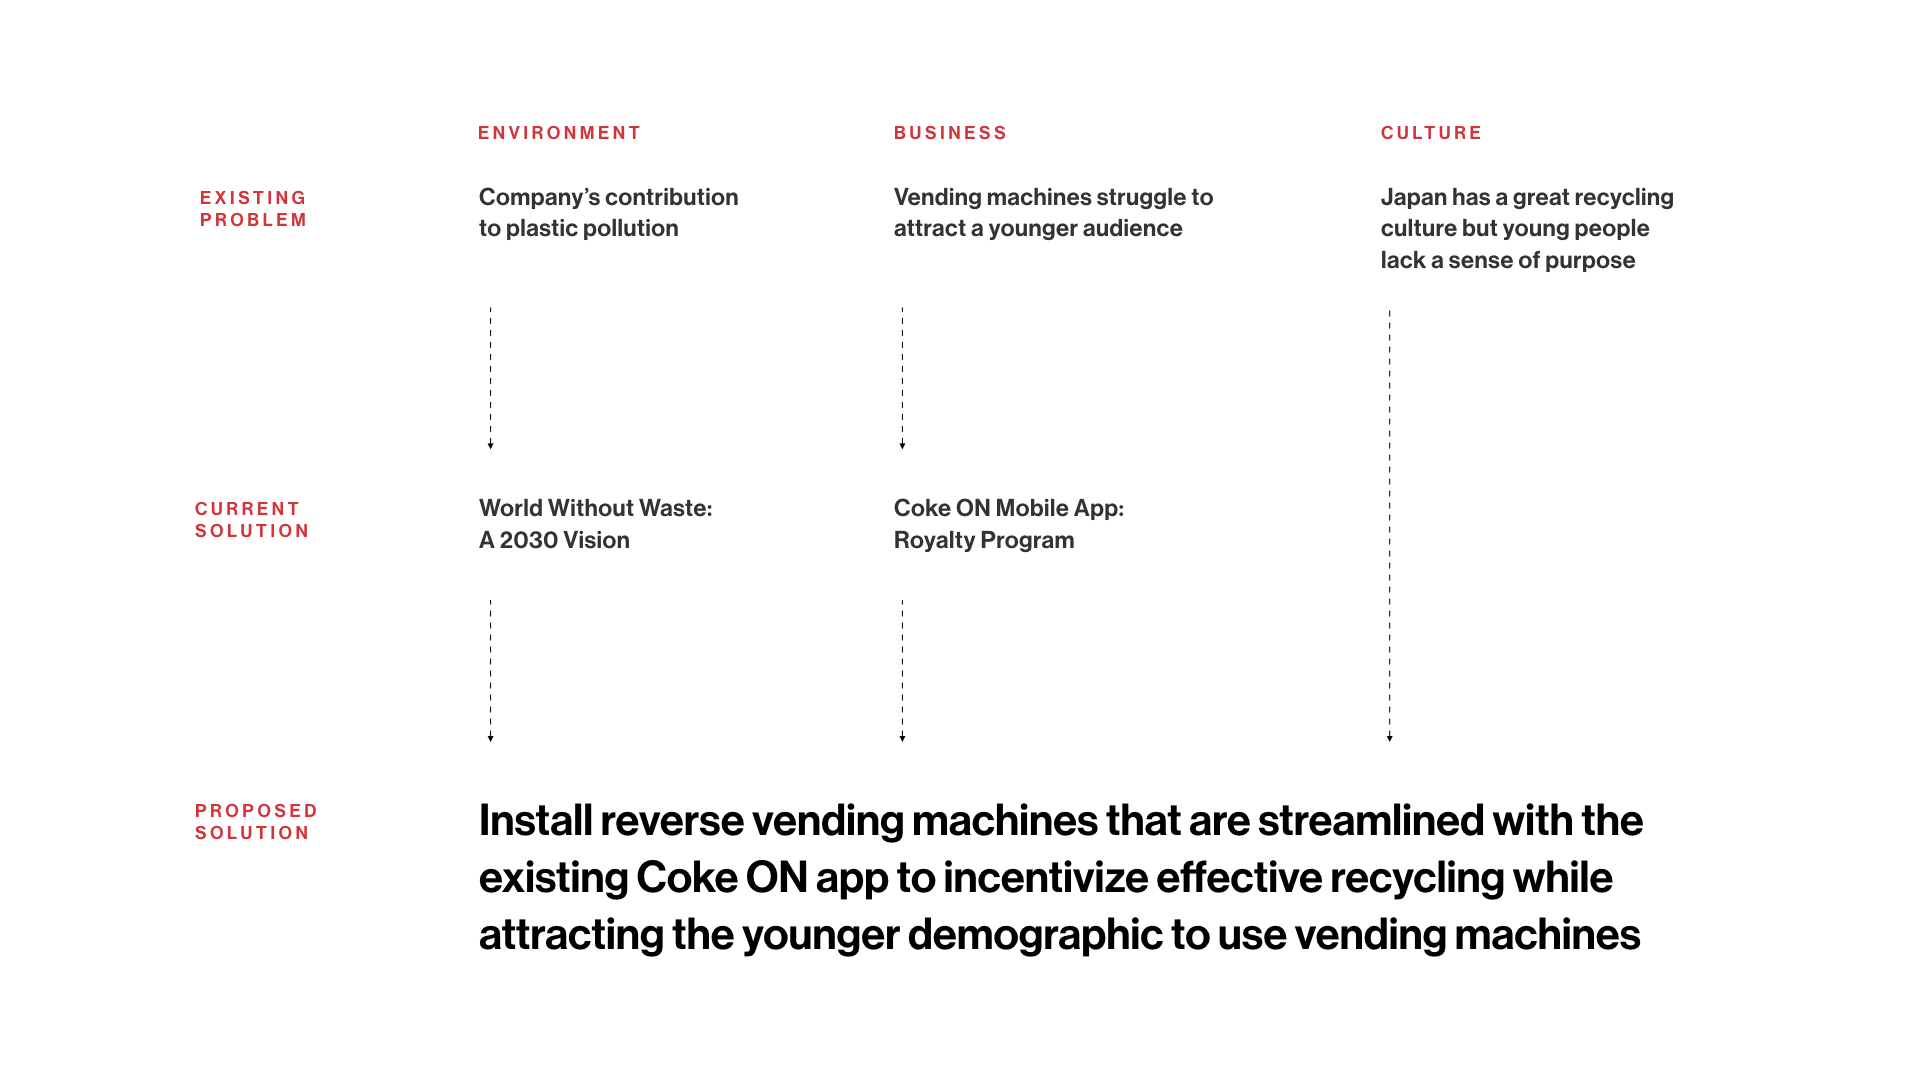 ENVIRONMENT
BUSINESS
CULTURE
EXISTING
PROBLEM
Company’s contribution
to plastic pollution
Vending machines struggle to
attract a younger audience
Japan has a great recycling
culture but young people
lack a sense of purpose
CURRENT
SOLUTION
World Without Waste:
A 2030 Vision
Coke ON Mobile App:
Royalty Program
PROPOSED
SOLUTION
Install reverse vending machines that are streamlined with the
existing Coke ON app to incentivize effective recycling while
attracting the younger demographic to use vending machines